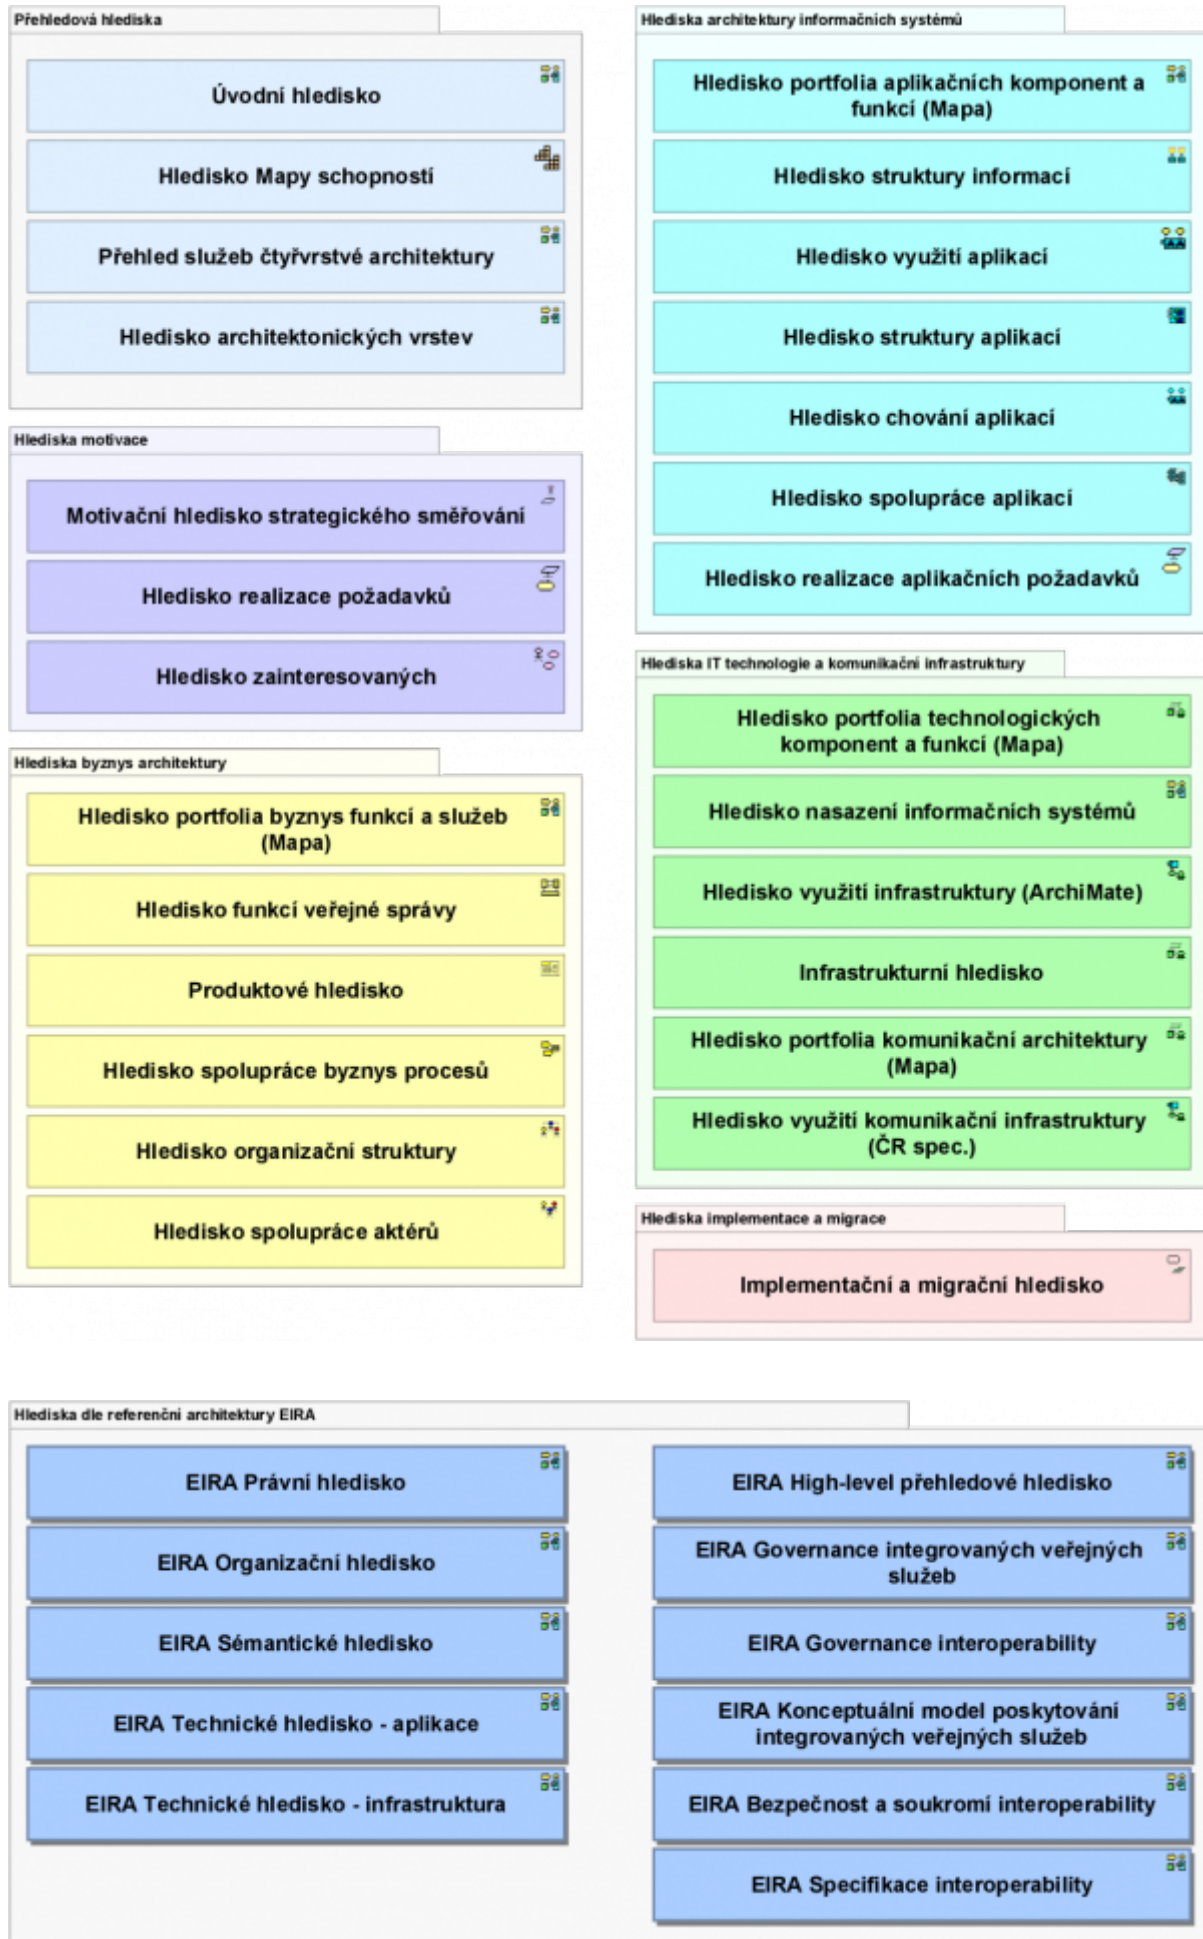 Přehledová hlediska
Úvodní hledisko
Hledisko Mapy schopností
Přehled služeb čtyřvrstvé architektury
Hledisko architektonických vrstev
Hlediska motivace
Motivační hledisko strategického směřování
Hledisko realizace požadavků
Hledisko zainteresovaných
Hlediska byznys architektury
Hledisko portfolia byznys funkcí a služeb
(Mapa)
Hledisko funkcí veřejné správy
Produktové hledisko
Hledisko spolupráce byznys procesů
Hledisko organizační struktury
Hledisko spolupráce aktérů
Hlediska architektury informačních systémů
Hledisko portfolia aplikačních komponent a
funkcí (Mapa)
Hledisko struktury informací
Hledisko využití aplikací
Hledisko struktury aplikací
Hledisko chování aplikací
Hledisko spolupráce aplikací
Hledisko realizace aplikačních požadavků
Hlediska IT technologie a komunikační infrastruktury
Hledisko portfolia technologických
komponent a funkcí (Mapa)
Hledisko nasazení informačních systémů
Hledisko využití infrastruktury (ArchiMate)
Infrastrukturní hledisko
Hledisko portfolia komunikační architektury
(Mapa)
Hledisko využití komunikační infrastruktury
(ČR spec.)
Hlediska implementace a migrace
Implementační a migrační hledisko
Hlediska dle referenční architektury EIRA
EIRA Právní hledisko
EIRA Organizační hledisko
EIRA Sémantické hledisko
EIRA Technické hledisko - aplikace
EIRA Technické hledisko - infrastruktura
EIRA High-level přehledové hledisko
EIRA Governance integrovaných veřejných
služeb
EIRA Governance interoperability
EIRA Konceptuální model poskytování
integrovaných veřejných služeb
EIRA Bezpečnost a soukromí interoperability
EIRA Specifikace interoperability